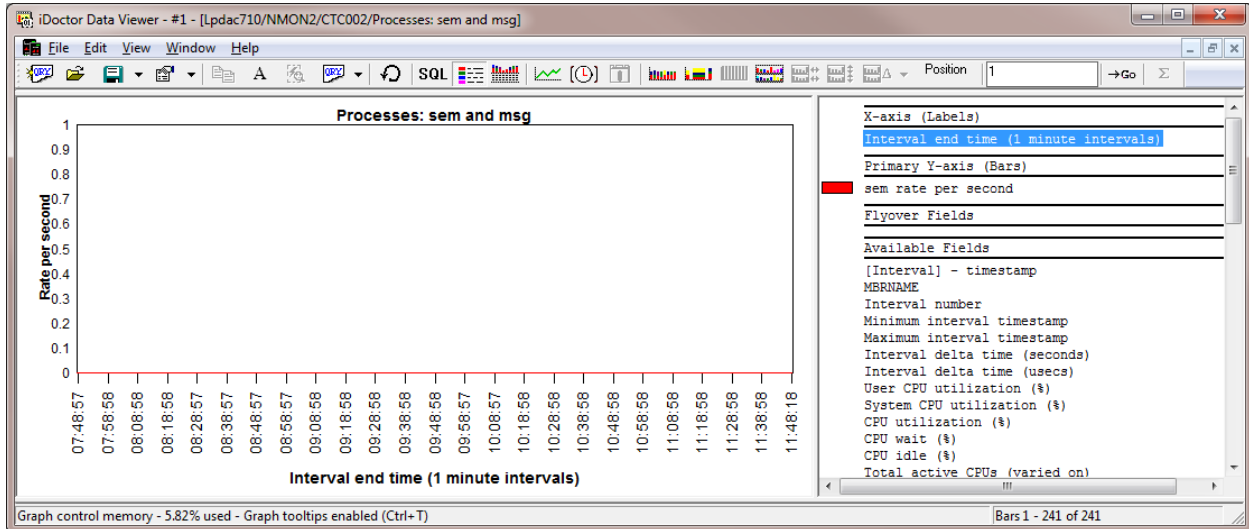 iDoctor Data Viewer - #1 - [Lpdac710/NMON2/CTC002/Processes: sem and msg]
File Edit View Window Help
QRY A QRY SQL Position 1 →Go Σ
Processes: sem and msg
Rate per second
1
0.9
0.8
0.7
0.6
0.5
0.4
0.3
0.2
0.1
0
07:48:57
07:58:58
08:08:58
08:18:58
08:28:57
08:38:57
08:48:57
08:58:57
09:08:58
09:18:58
09:28:58
09:38:58
09:48:58
09:58:57
10:08:57
10:18:57
10:28:58
10:38:58
10:48:58
10:58:58
11:08:58
11:18:58
11:28:58
11:38:58
11:48:18
Interval end time (1 minute intervals)
X-axis (Labels)
Interval end time (1 minute intervals)
Primary Y-axis (Bars)
sem rate per second
Flyover Fields
Available Fields
[Interval] - timestamp
MBRNAME
Interval number
Minimum interval timestamp
Maximum interval timestamp
Interval delta time (seconds)
Interval delta time (usecs)
User CPU utilization (%)
System CPU utilization (%)
CPU utilization (%)
CPU wait (%)
CPU idle (%)
Total active CPUs (varied on)
Graph control memory - 5.82% used - Graph tooltips enabled (Ctrl+T)
Bars 1 - 241 of 241